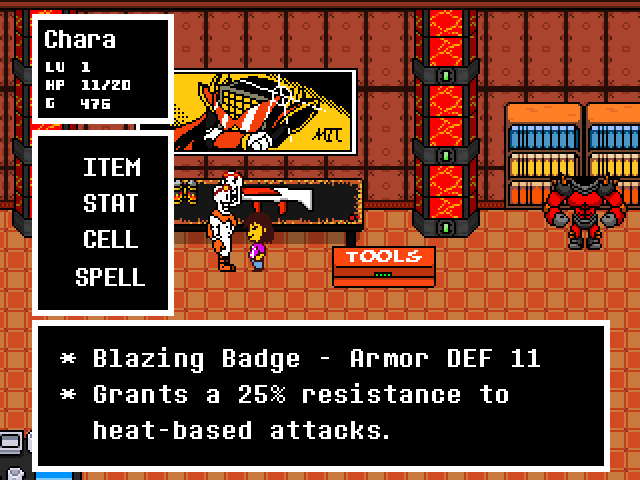 Chara
LV 1
HP 11/20
G 476
ITEM
STAT
CELL
SPELL
MTT
TOOLS
* Blazing Badge - Armor DEF 11
* Grants a 25% resistance to
heat-based attacks.